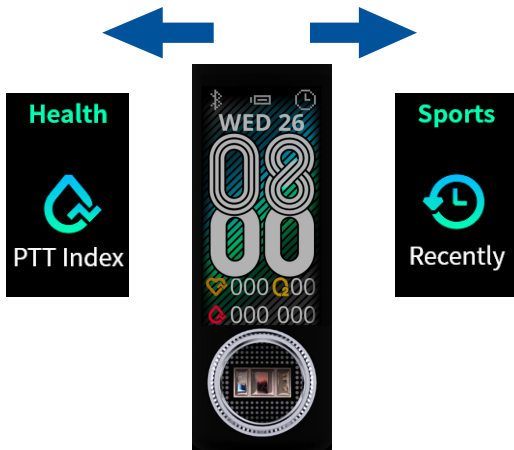 Health
PTT Index
WED 26
08
00
000 00
000 000
Sports
Recently